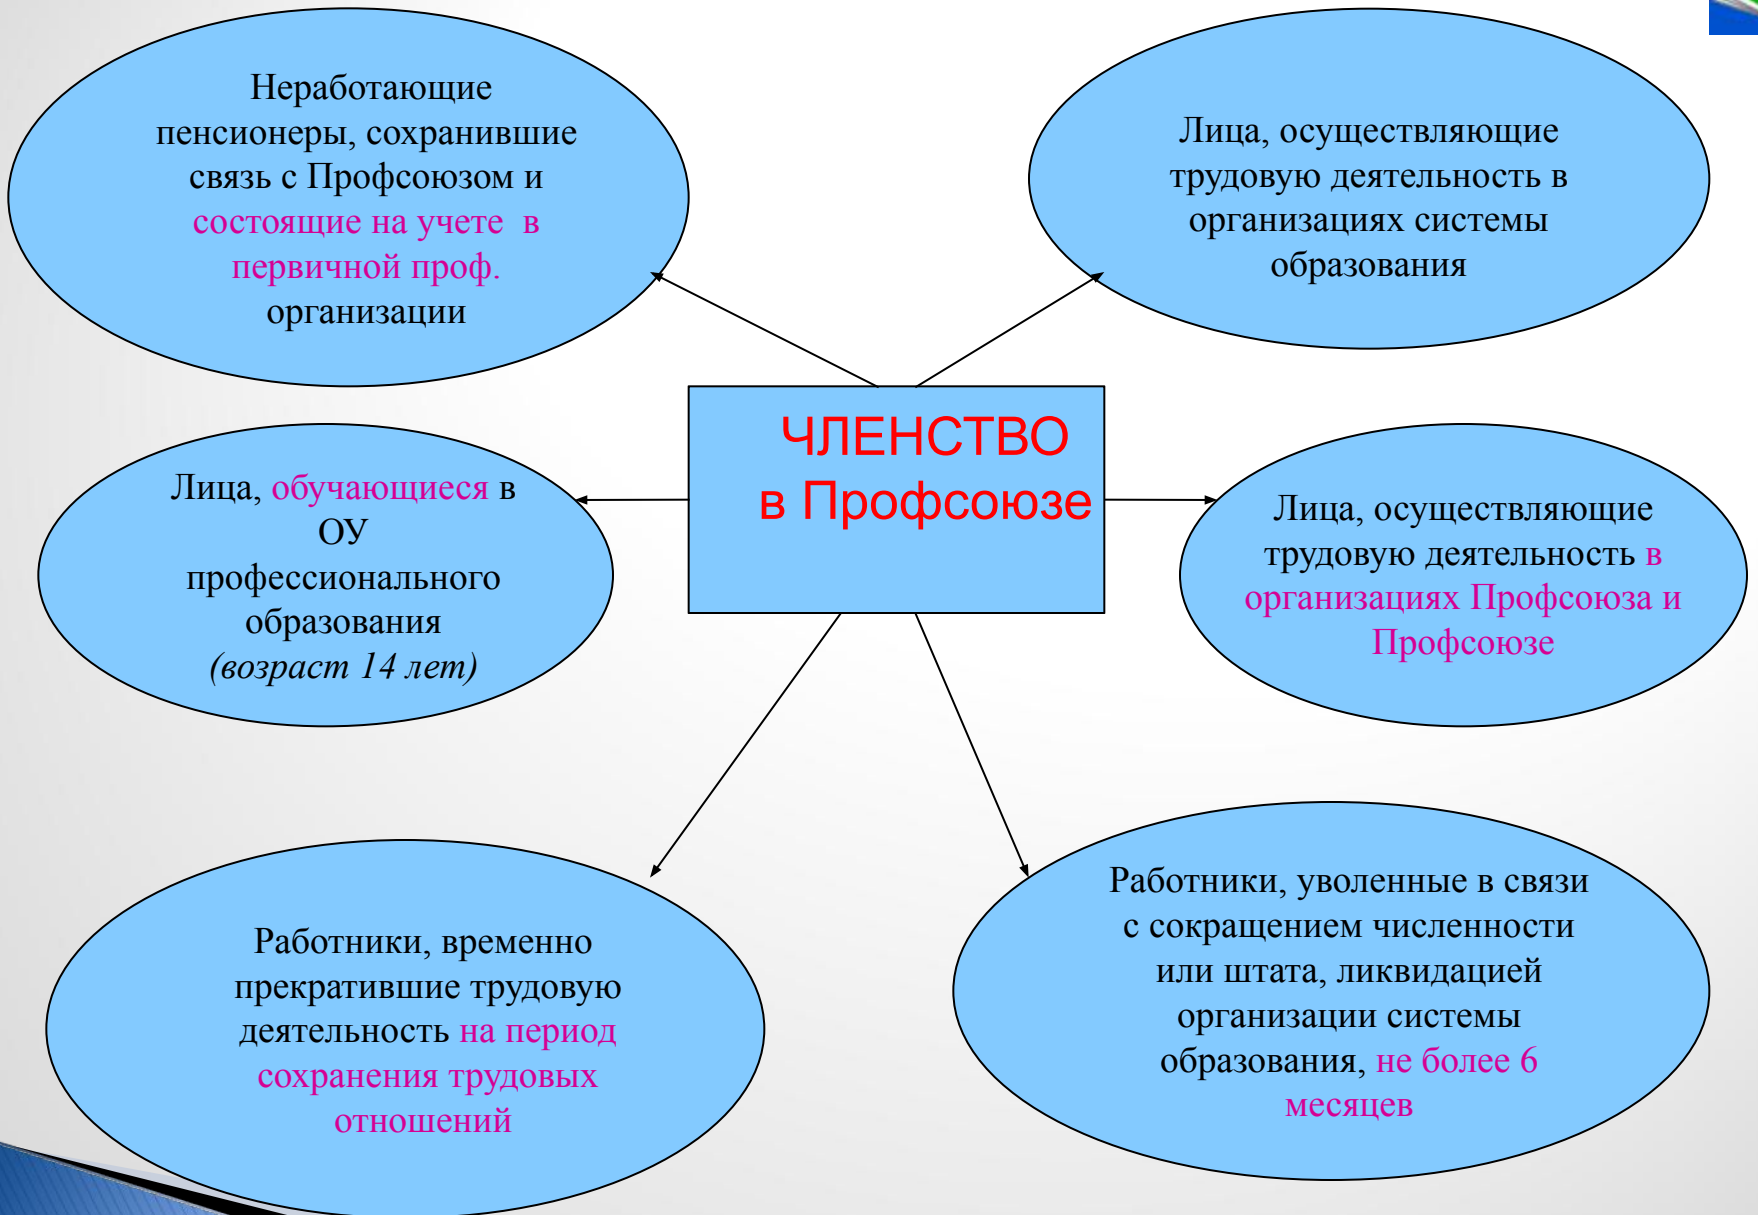 Неработающие
пенсионеры, сохранившие
связь с Профсоюзом и
состоящие на учете в
первичной проф.
организации
Лица, осуществляющие
трудовую деятельность в
организациях системы
образования
ЧЛЕНСТВО
в Профсоюзе
Лица, обучающиеся в
ОУ
профессионального
образования
(возраст 14 лет)
Лица, осуществляющие
трудовую деятельность в
организациях Профсоюза и
Профсоюзе
Работники, временно
прекратившие трудовую
деятельность на период
сохранения трудовых
отношений
Работники, уволенные в связи
с сокращением численности
или штата, ликвидацией
организации системы
образования, не более 6
месяцев